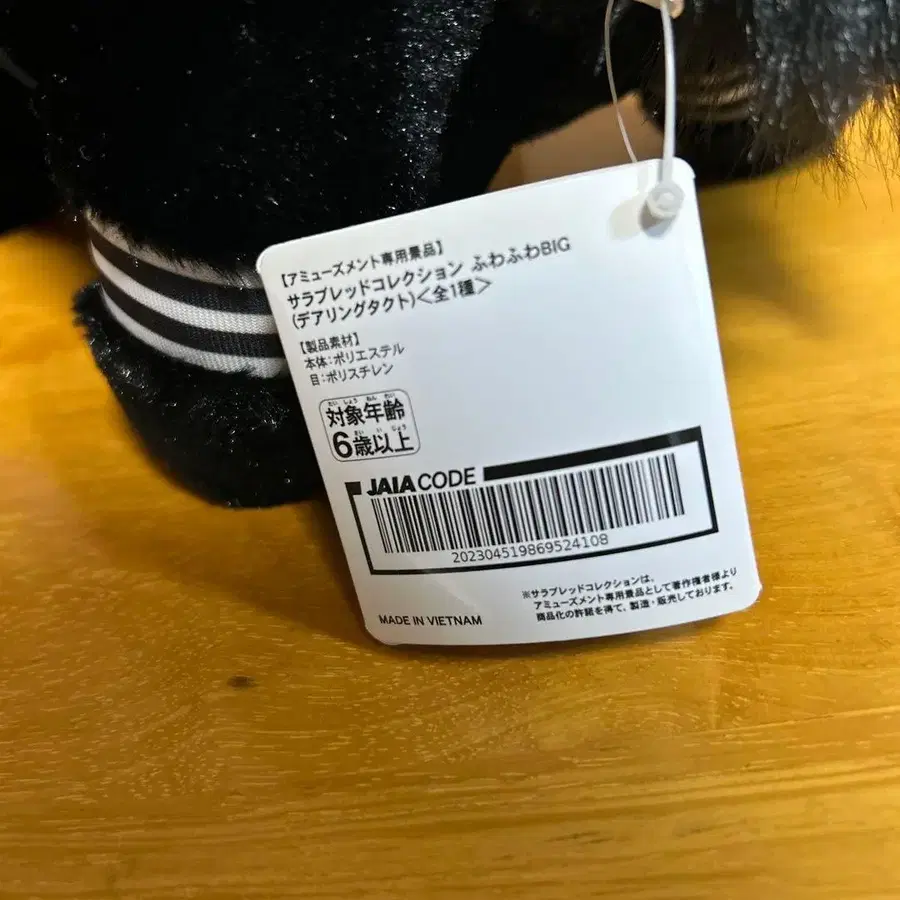 【アミューズメント専用景品】
サラブレッドコレクション ふわふわBIG
(デアリングタクト)<全1種>
【製品素材】
本体:ポリエステル
目:ポリスチレン
たい しょう ねん れい
対象年齢
さい い じょう
6歳以上
JAIA CODE
202304519869524108
※サラブレッドコレクションは、
アミューズメント専用景品として著作権者様より
商品化の許諾を得て、製造・販売しております。
MADE IN VIETNAM